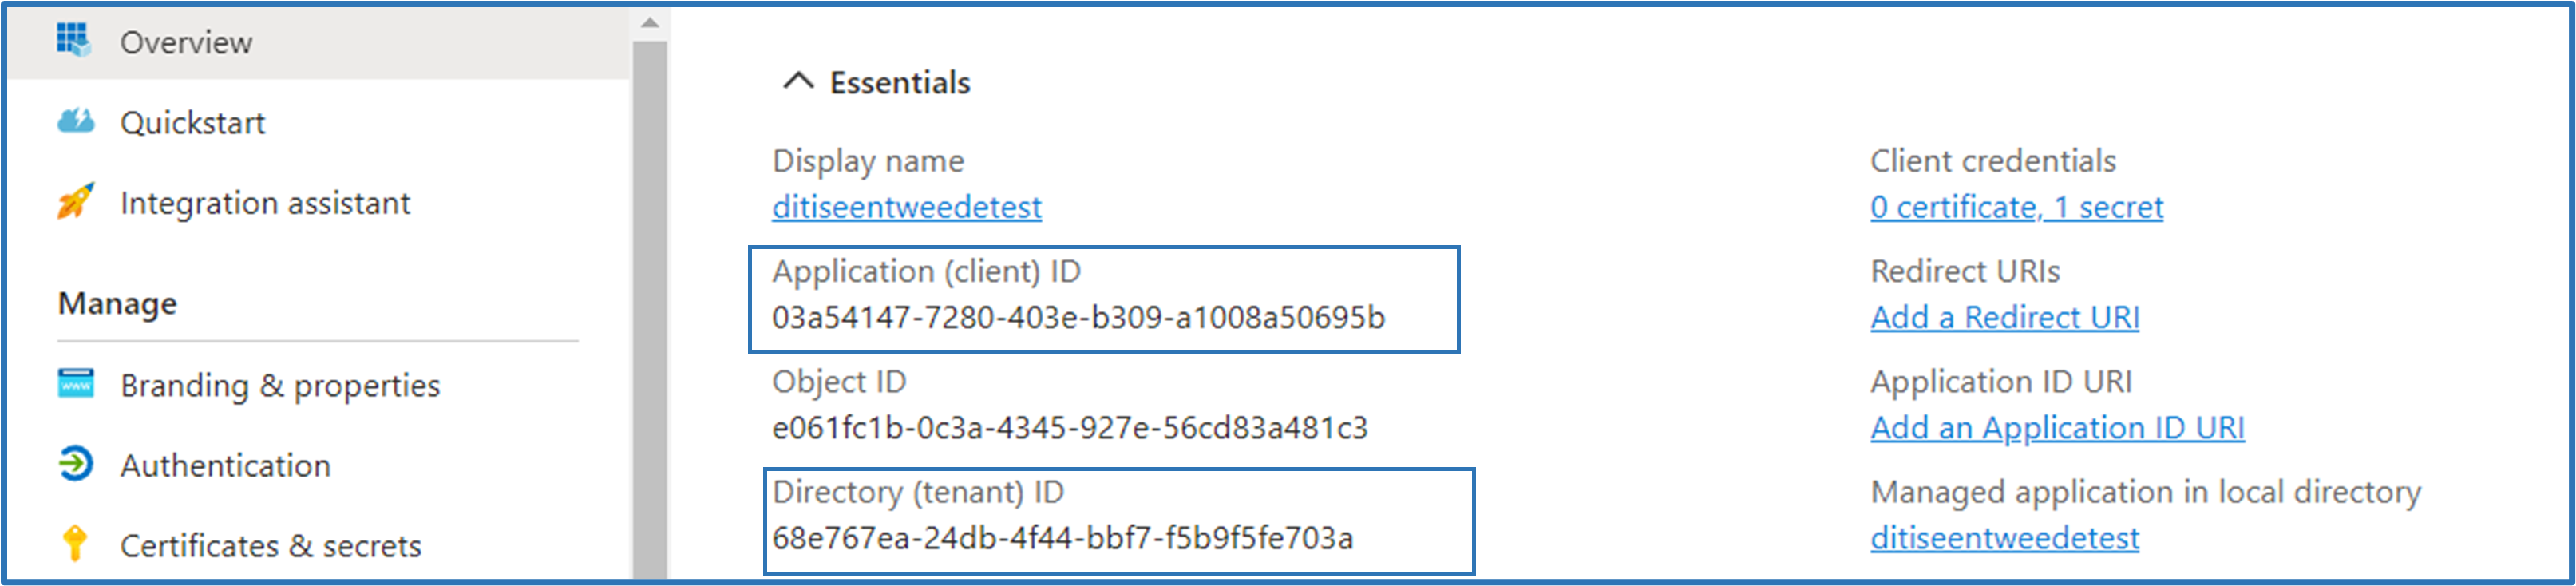 Overview
Quickstart
Integration assistant
Manage
www
Branding & properties
Authentication
Certificates & secrets
Essentials
Display name
ditiseentweedetest
Application (client) ID
03a54147-7280-403e-b309-a1008a50695b
Object ID
e061fc1b-0c3a-4345-927e-56cd83a481c3
Directory (tenant) ID
68e767ea-24db-4f44-bbf7-f5b9f5fe703a
Client credentials
0 certificate, 1 secret
Redirect URIs
Add a Redirect URI
Application ID URI
Add an Application ID URI
Managed application in local directory
ditiseentweedetest